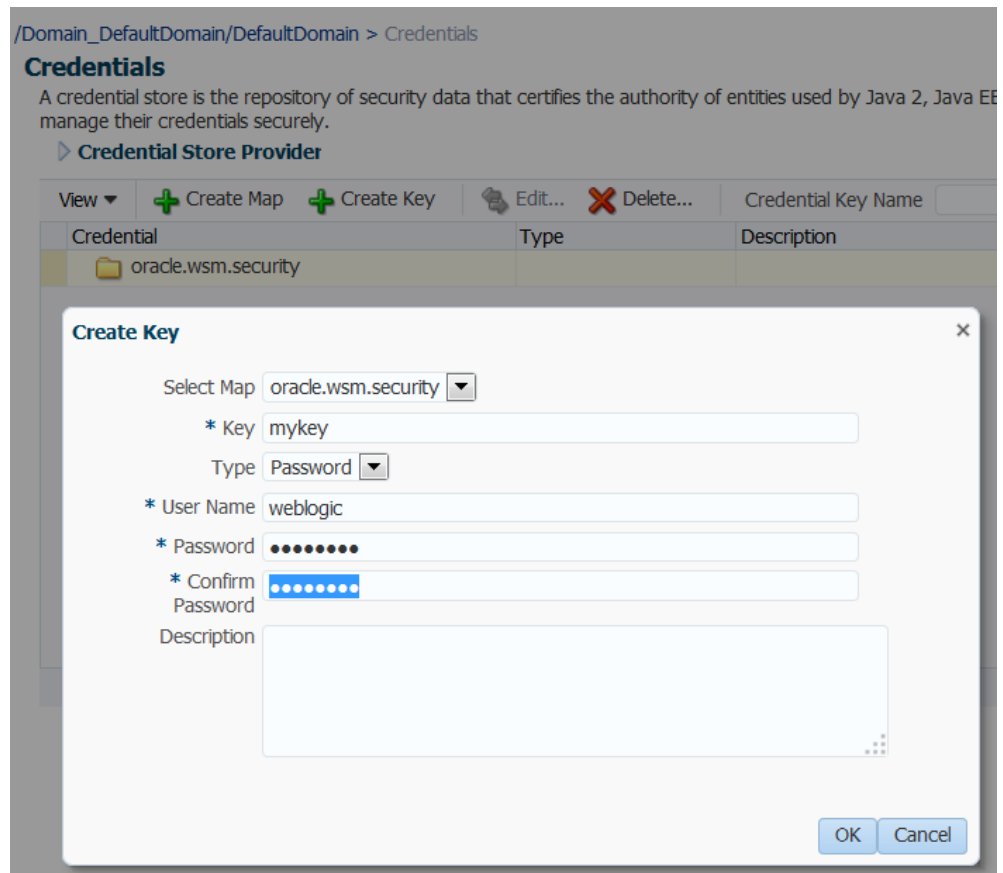 /Domain_DefaultDomain/DefaultDomain > Credentials
Credentials
A credential store is the repository of security data that certifies the authority of entities used by Java 2, Java EE
manage their credentials securely.
Credential Store Provider
View Create Map Create Key Edit... Delete... Credential Key Name
Credential Type Description
oracle.wsm.security
Create Key
Select Map oracle.wsm.security
* Key mykey
Type Password
* User Name weblogic
* Password ••••••••
* Confirm Password ••••••••
Description
OK Cancel